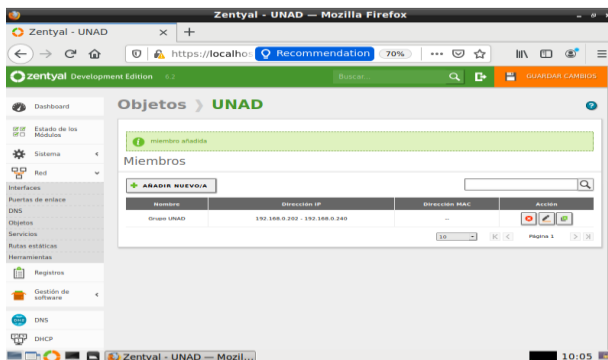 Zentyal - UNAD — Mozilla Firefox
Zentyal - UNAD
https://localhos
Recommendation
70%
zentyal Development Edition 6.2
Buscar...
GUARDAR CAMBIOS
Dashboard
Estado de los
Módulos
Sistema
Red
Interfaces
Puertas de enlace
DNS
Objetos
Servicios
Rutas estáticas
Herramientas
Registros
Gestión de
software
DNS
DHCP
Objetos
UNAD
miembro añadida
Miembros
AÑADIR NUEVO/A
Nombre Dirección IP Dirección MAC Acción
Grupo UNAD 192.168.0.202 - 192.168.0.240 --
10 Página 1
Zentyal - UNAD — Mozil...
10:05